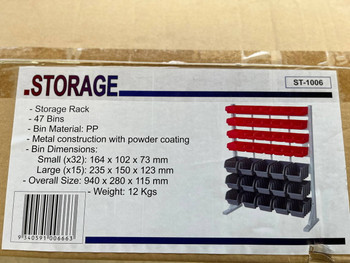 .STORAGE
ST-1006
- Storage Rack
- 47 Bins
- Bin Material: PP
- Metal construction with powder coating
- Bin Dimensions:
Small (x32): 164 x 102 x 73 mm
Large (x15): 235 x 150 x 123 mm
- Overall Size: 940 x 280 x 115 mm
- Weight: 12 Kgs
9 340591 006663